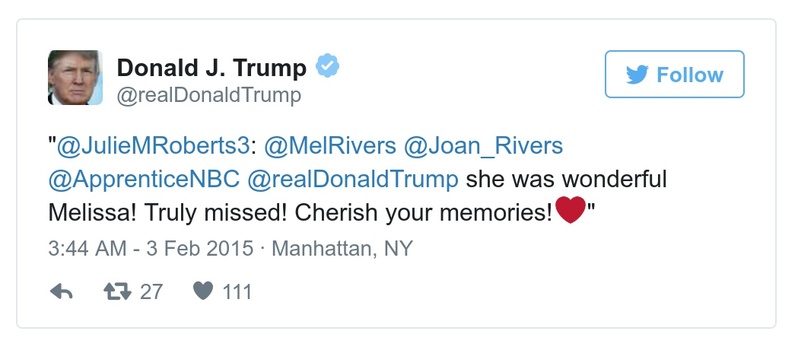 Donald J. Trump
@realDonaldTrump
Follow
"@JulieMRoberts3: @MelRivers @Joan_Rivers
@ApprenticeNBC @realDonaldTrump she was wonderful
Melissa! Truly missed! Cherish your memories!❤"
3:44 AM - 3 Feb 2015 · Manhattan, NY
27 111